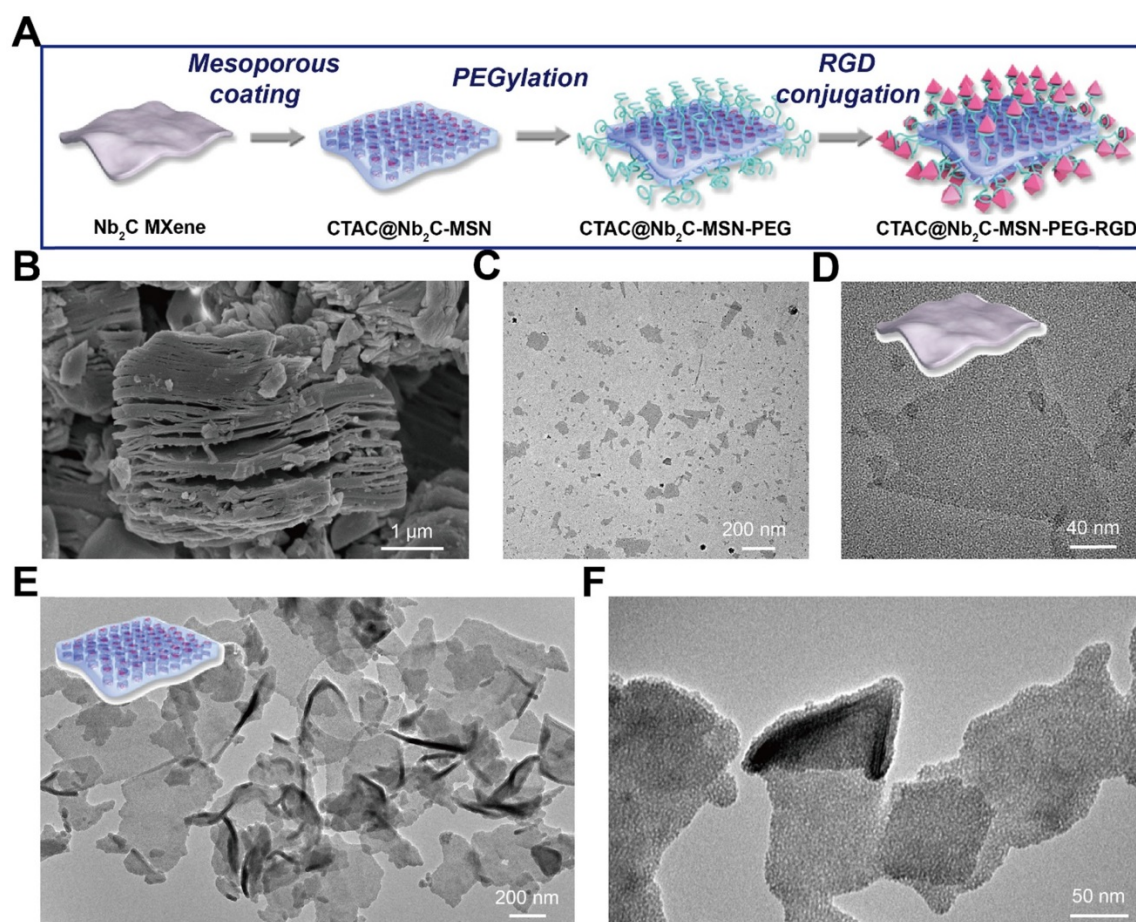 A
Mesoporous
coating
PEGylation
RGD
conjugation
Nb₂C MXene
CTAC@Nb₂C-MSN
CTAC@Nb₂C-MSN-PEG
CTAC@Nb₂C-MSN-PEG-RGD
B
C
D
1 μm
200 nm
40 nm
E
F
200 nm
50 nm